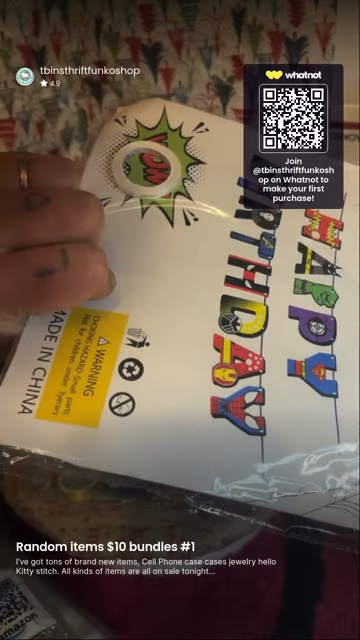 tbinsthriftfunkoshop
★ 4.9
whatnot
Join
@tbinsthriftfunkosh
op on Whatnot to
make your first
purchase!
HAPPY
BIRTHDAY
WARNING
CHOKING HAZARD-Small parts
Not for children under 3years
MADE IN CHINA
Random items $10 bundles #1
I've got tons of brand new items, Cell Phone case cases jewelry hello
Kitty stitch. All kinds of items are all on sale tonight...